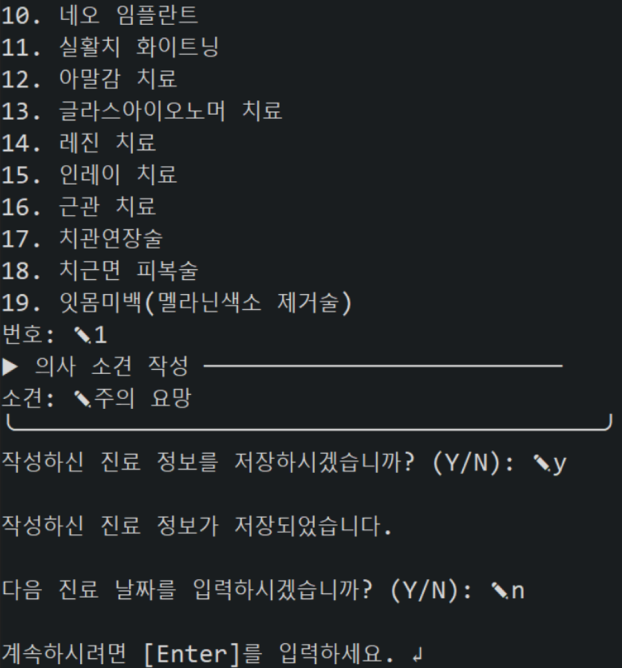 10. 네오 임플란트
11. 실활치 화이트닝
12. 아말감 치료
13. 글라스아이오노머 치료
14. 레진 치료
15. 인레이 치료
16. 근관 치료
17. 치관연장술
18. 치근면 피복술
19. 잇몸미백(멜라닌색소 제거술)
번호: ✎1
▶ 의사 소견 작성 ────────────────────────
소견: ✎주의 요망
작성하신 진료 정보를 저장하시겠습니까? (Y/N): ✎y
작성하신 진료 정보가 저장되었습니다.
다음 진료 날짜를 입력하시겠습니까? (Y/N): ✎n
계속하시려면 [Enter]를 입력하세요. ↲